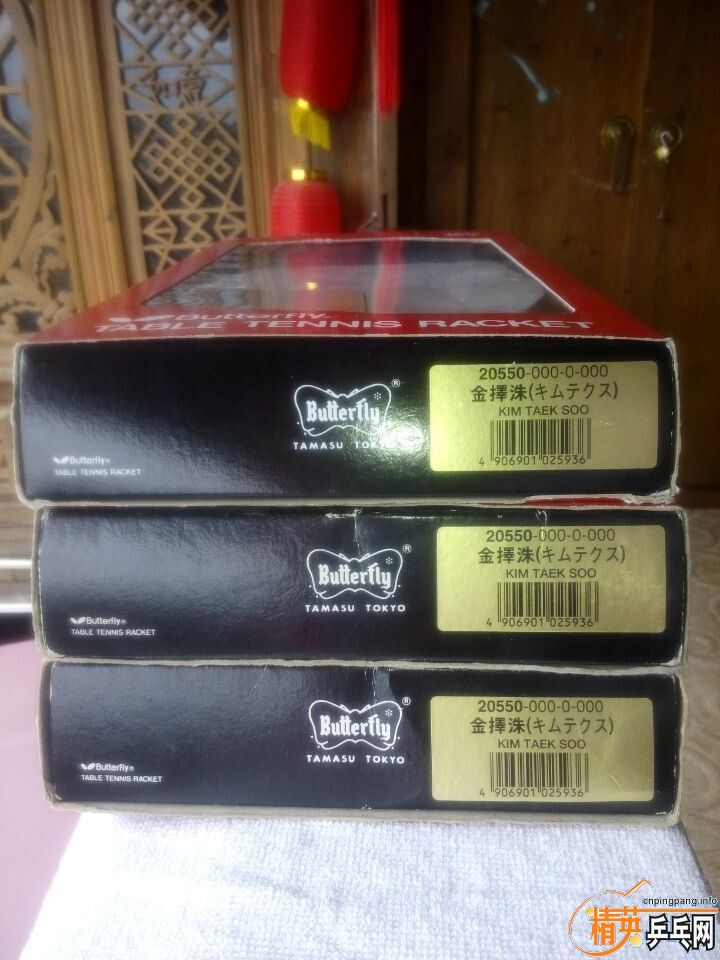 如意
Butterfly®
TABLE TENNIS RACKET
Butterfly®
TAMASU TOKYO
Butterfly®
TABLE TENNIS RACKET
20550-000-0-000
金擇洙(キムテクス)
KIM TAEK SOO
4 906901 025936
Butterfly®
TAMASU TOKYO
Butterfly®
TABLE TENNIS RACKET
20550-000-0-000
金擇洙(キムテクス)
KIM TAEK SOO
4 906901 025936
Butterfly®
TAMASU TOKYO
Butterfly®
TABLE TENNIS RACKET
20550-000-0-000
金擇洙(キムテクス)
KIM TAEK SOO
4 906901 025936
cnpingpang.info
精英乒乓网